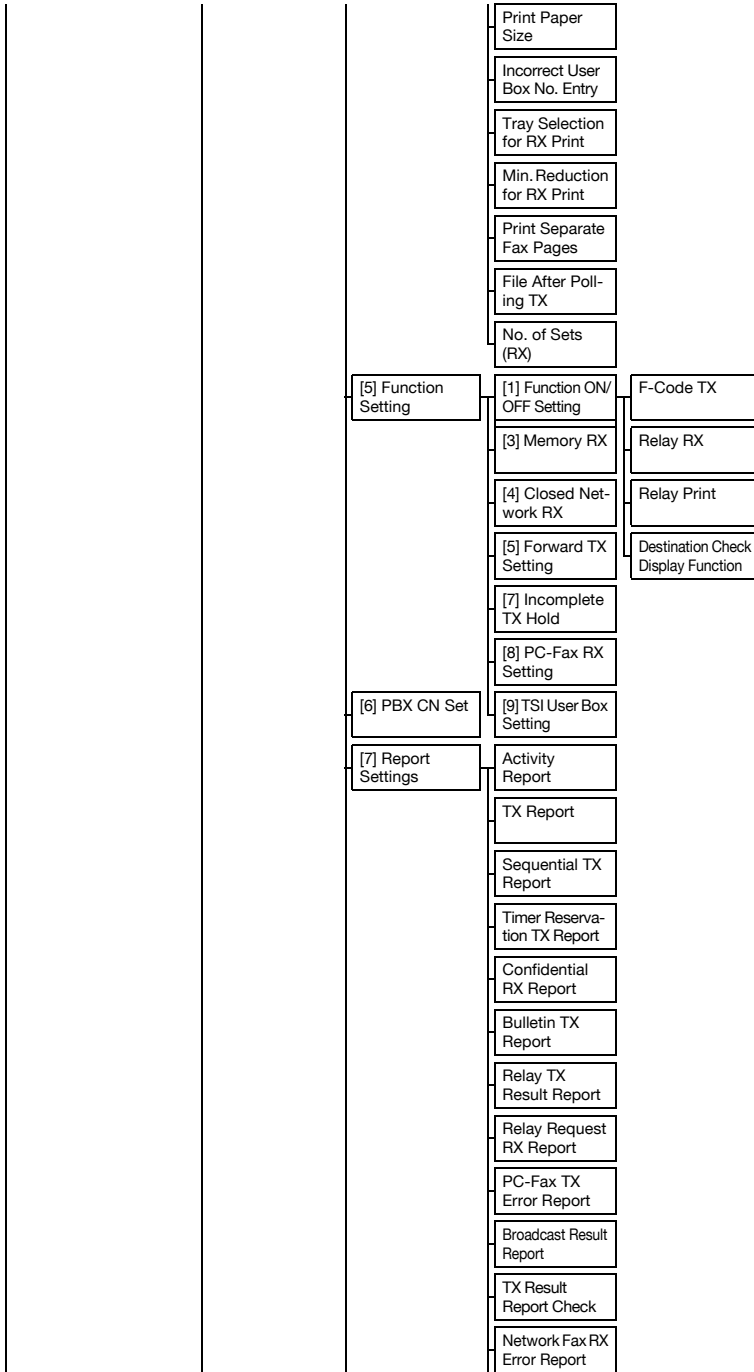 Print Paper
Size
Incorrect User
Box No. Entry
Tray Selection
for RX Print
Min. Reduction
for RX Print
Print Separate
Fax Pages
File After Poll-
ing TX
No. of Sets
(RX)
[5] Function
Setting
[1] Function ON/
OFF Setting
F-Code TX
[3] Memory RX
Relay RX
[4] Closed Net-
work RX
Relay Print
[5] Forward TX
Setting
Destination Check
Display Function
[7] Incomplete
TX Hold
[8] PC-Fax RX
Setting
[6] PBX CN Set
[9] TSI User Box
Setting
[7] Report
Settings
Activity
Report
TX Report
Sequential TX
Report
Timer Reserva-
tion TX Report
Confidential
RX Report
Bulletin TX
Report
Relay TX
Result Report
Relay Request
RX Report
PC-Fax TX
Error Report
Broadcast Result
Report
TX Result
Report Check
Network Fax RX
Error Report